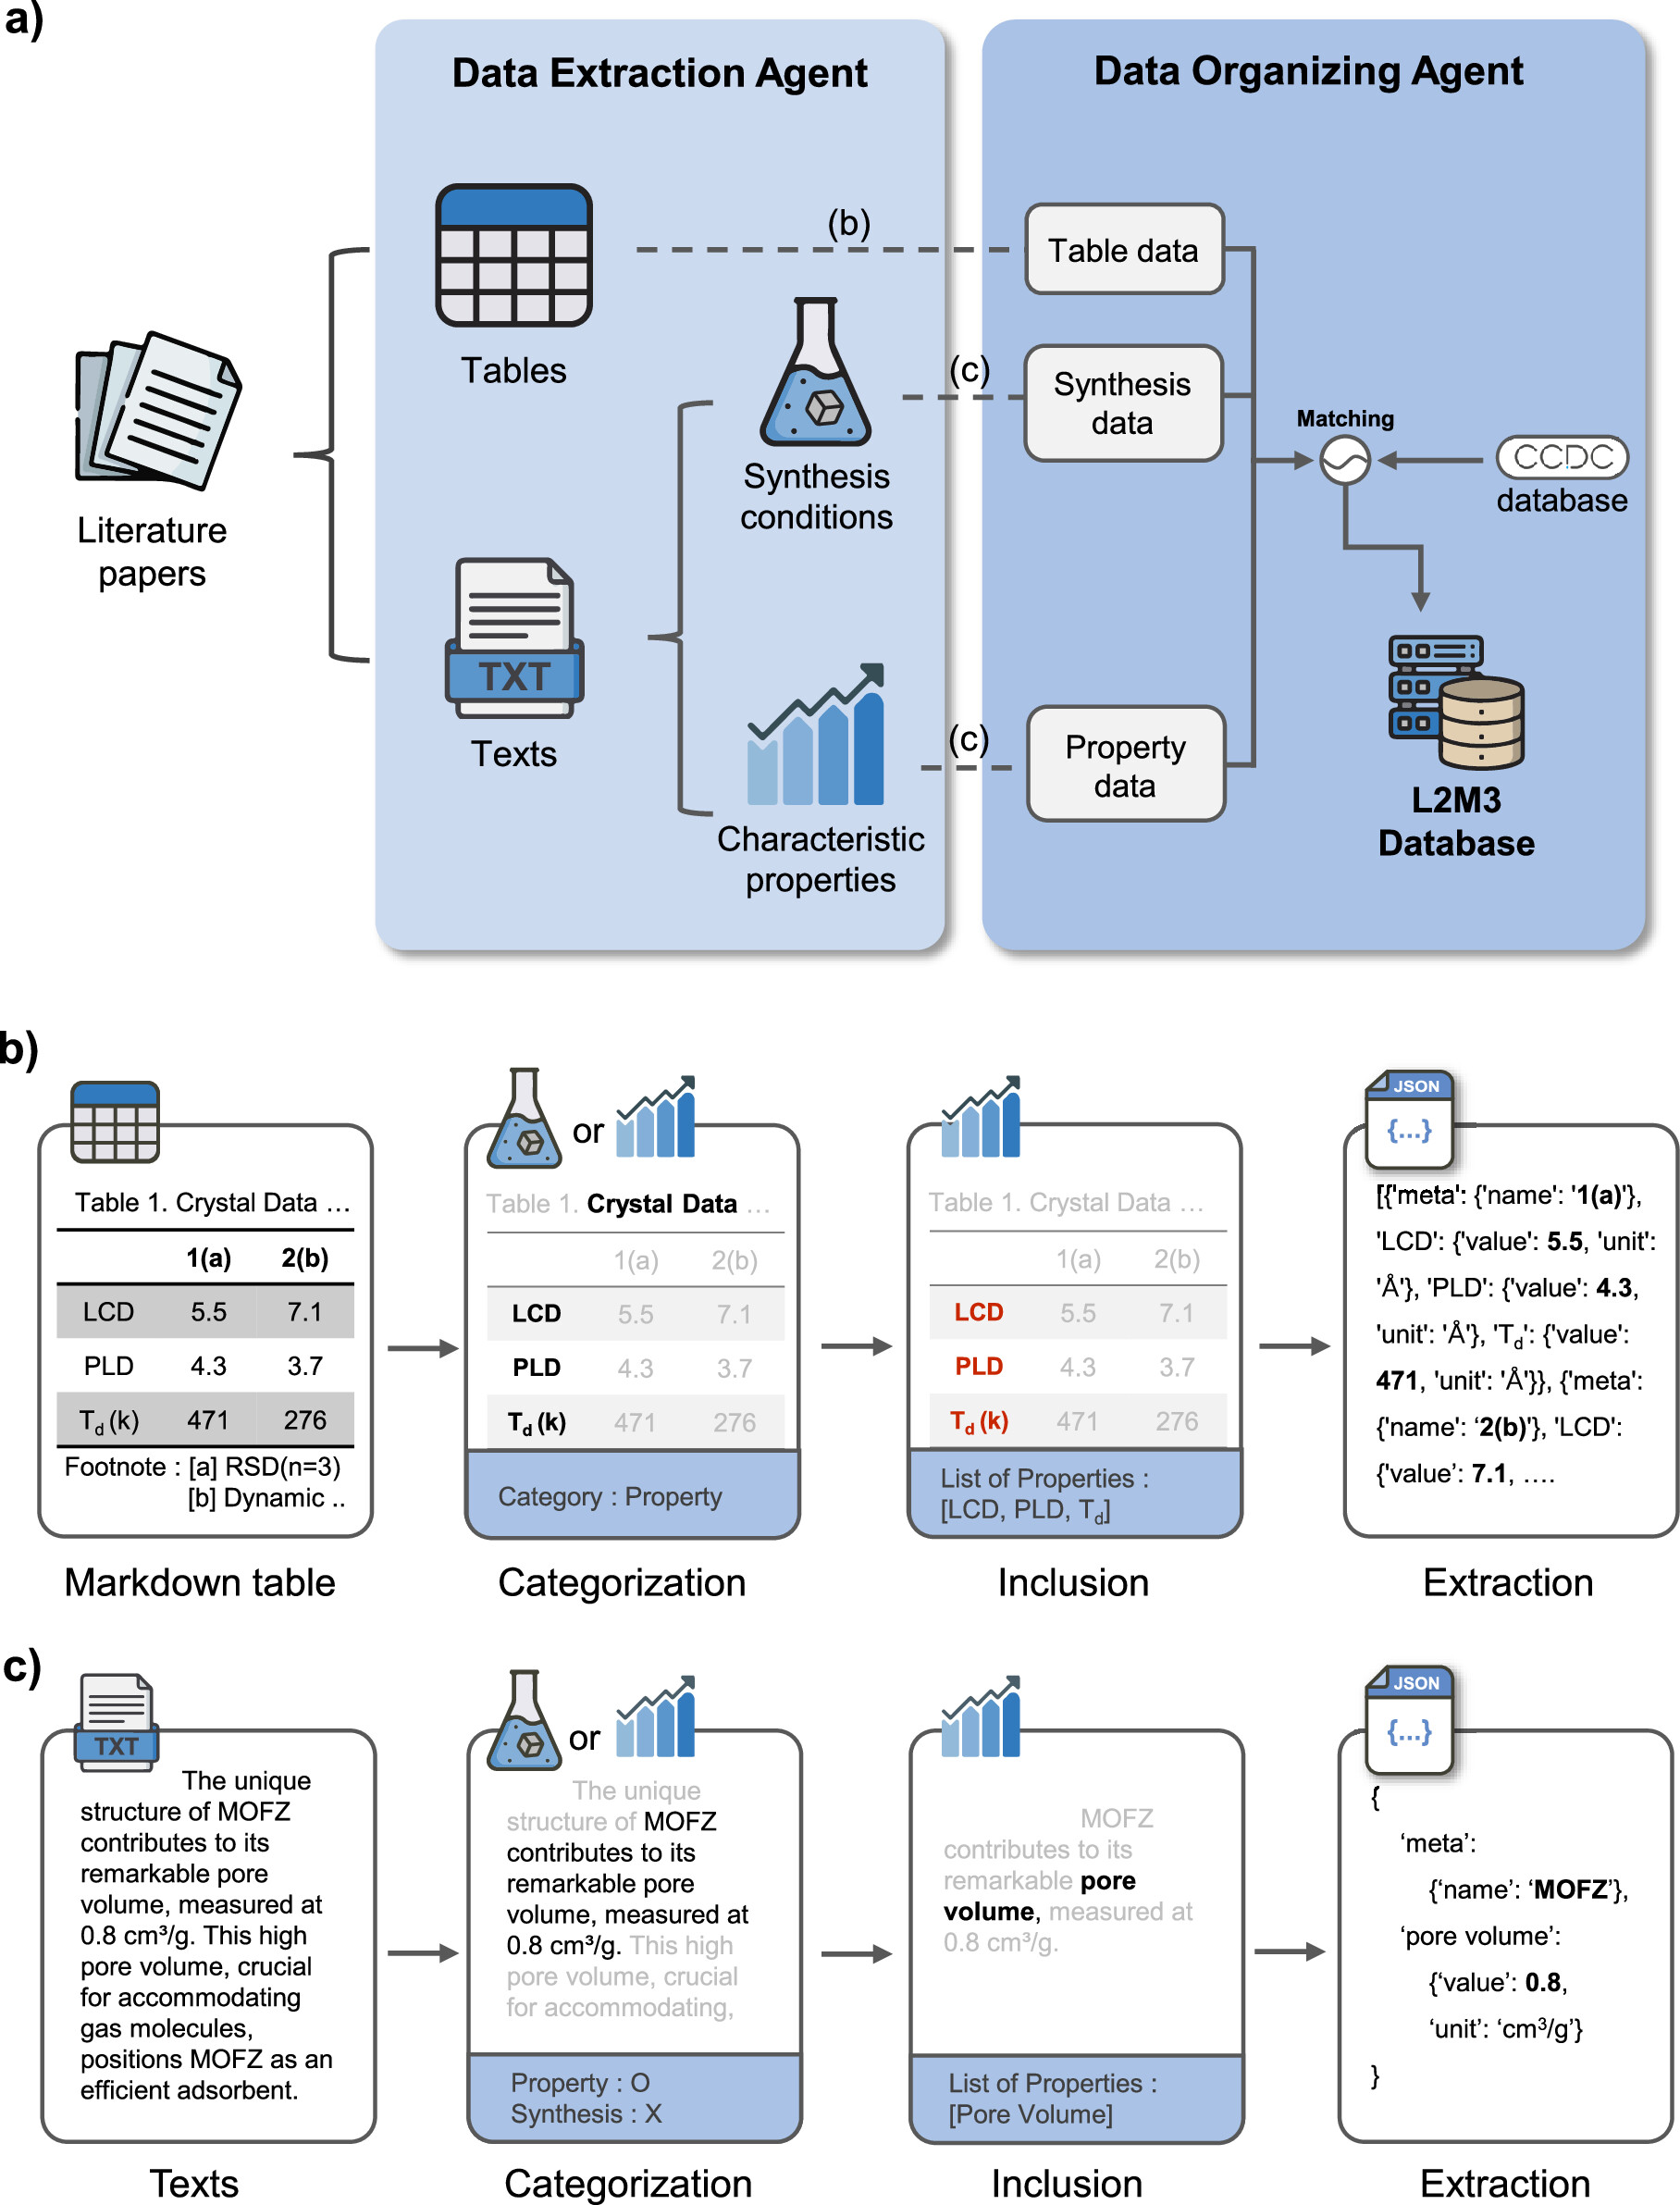 a)
Data Extraction Agent
Data Organizing Agent
(b)
Table data
Tables
(c)
Synthesis
data
Matching
CCDC
database
Synthesis
conditions
Literature
papers
TXT
Texts
(c)
Property
data
L2M3
Database
Characteristic
properties
b)
Table 1. Crystal Data ...
1(a) 2(b)
LCD 5.5 7.1
PLD 4.3 3.7
Td (k) 471 276
Footnote : [a] RSD(n=3)
[b] Dynamic ..
Markdown table
or
Table 1. Crystal Data ...
1(a) 2(b)
LCD 5.5 7.1
PLD 4.3 3.7
Td (k) 471 276
Category : Property
Categorization
Table 1. Crystal Data ...
1(a) 2(b)
LCD 5.5 7.1
PLD 4.3 3.7
Td (k) 471 276
List of Properties :
[LCD, PLD, Td]
Inclusion
JSON
{...}
[{'meta': {'name': '1(a)'},
'LCD': {'value': 5.5, 'unit':
'Å'}, 'PLD': {'value': 4.3,
'unit': 'Å'}, 'Td': {'value':
471, 'unit': 'Å'}}, {'meta':
{'name': ‘2(b)'}, 'LCD':
{'value’: 7.1, ....
Extraction
c)
TXT
The unique
structure of MOFZ
contributes to its
remarkable pore
volume, measured at
0.8 cm³/g. This high
pore volume, crucial
for accommodating
gas molecules,
positions MOFZ as an
efficient adsorbent.
Texts
or
The unique
structure of MOFZ
contributes to its
remarkable pore
volume, measured at
0.8 cm³/g. This high
pore volume, crucial
for accommodating,
Property : O
Synthesis : X
Categorization
MOFZ
contributes to its
remarkable pore
volume, measured at
0.8 cm³/g.
List of Properties :
[Pore Volume]
Inclusion
JSON
{...}
{
‘meta’:
{‘name’: ‘MOFZ’},
‘pore volume’:
{‘value’: 0.8,
‘unit’: ‘cm³/g’}
}
Extraction